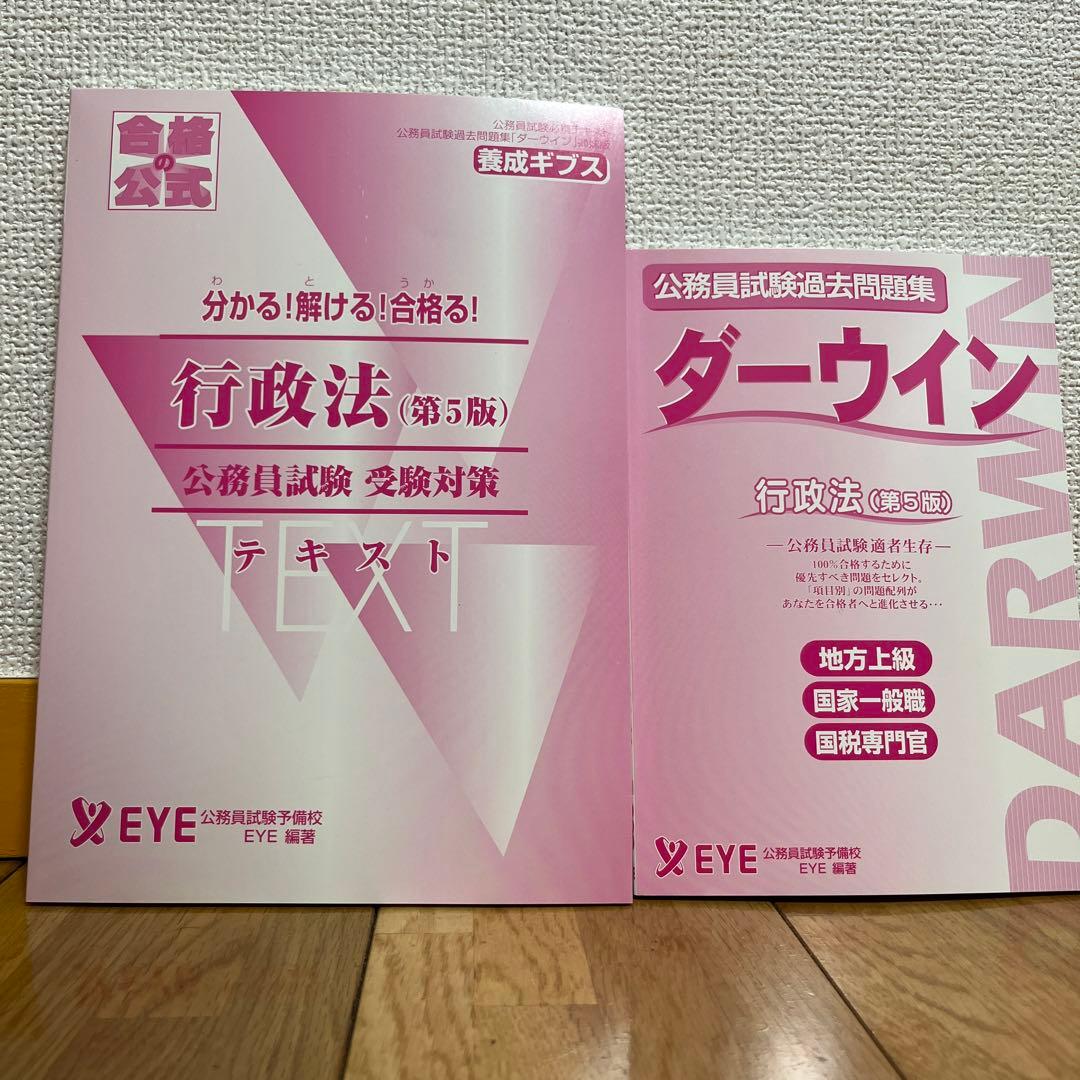 合格
の
公式
公務員試験過去問題集「ダーウイン」
養成ギブス
わ と うか
分かる!解ける!合格る!
行政法(第5版)
公務員試験 受験対策
TEXT
テキスト
EYE 公務員試験予備校
EYE 編著
公務員試験過去問題集
ダーウイン
DARWIN
行政法(第5版)
―公務員試験適者生存―
100%合格するために
優先すべき問題をセレクト。
「項目別」の問題配列が
あなたを合格者へと進化させる…
地方上級
国家一般職
国税専門官
EYE 公務員試験予備校
EYE 編著